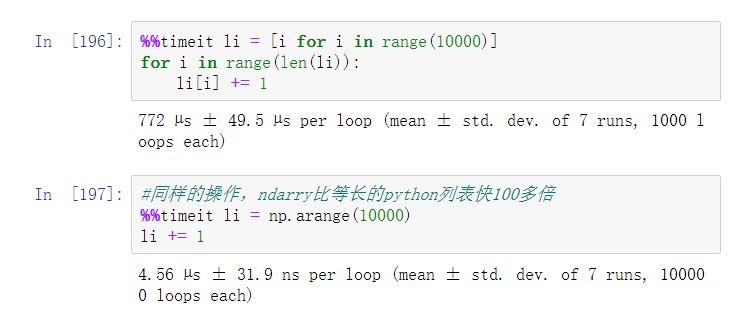 In [196]: %%timeit li = [i for i in range(10000)]
for i in range(len(li)):
    li[i] += 1
772 µs ± 49.5 µs per loop (mean ± std. dev. of 7 runs, 1000 l
oops each)
In [197]: #同样的操作，ndarry比等长的python列表快100多倍
%%timeit li = np.arange(10000)
li += 1
4.56 µs ± 31.9 ns per loop (mean ± std. dev. of 7 runs, 10000
0 loops each)